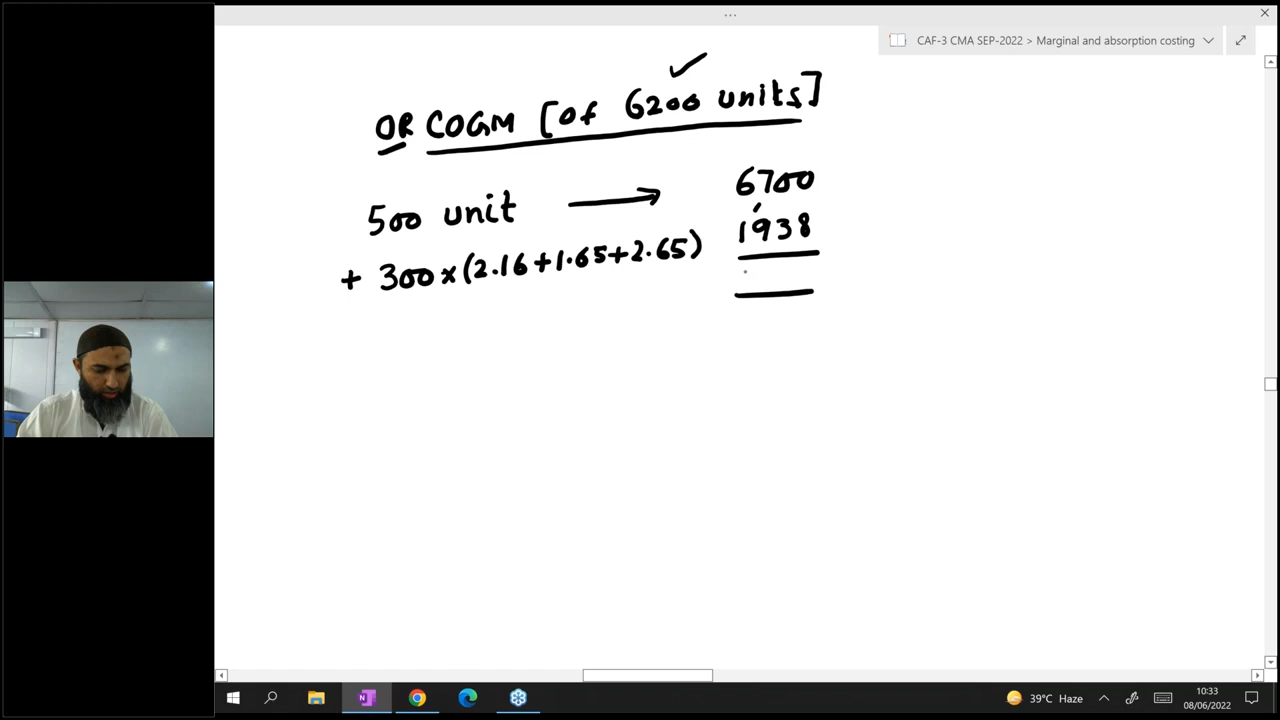 CAF-3 CMA SEP-2022 > Marginal and absorption costing
OR COGM [of 6200 units]
500 unit → 6700
+ 300×(2.16+1.65+2.65) 1938
39°C Haze
10:33
08/06/2022